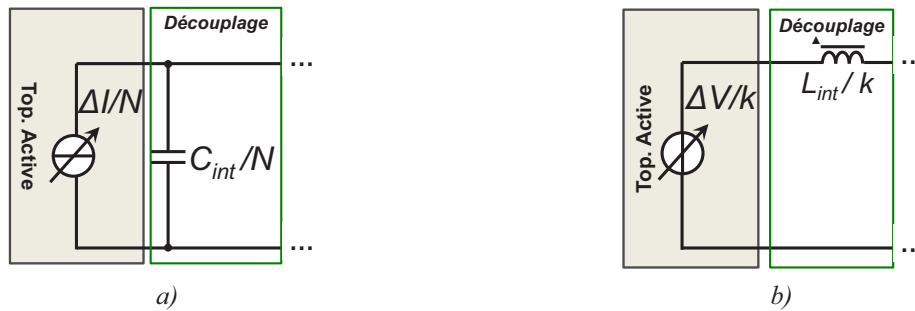 Découplage
...
Top. Active
ΔI/N
C_int/N
...
a)
Découplage
..
L_int / k
Top. Active
ΔV/k
..
b)